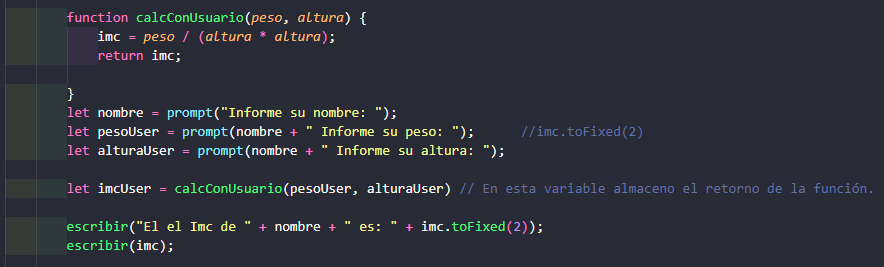 function calcConUsuario(peso, altura) {
imc = peso / (altura * altura);
return imc;
}
let nombre = prompt("Informe su nombre: ");
let pesoUser = prompt(nombre + " Informe su peso: ");      //imc.toFixed(2)
let alturaUser = prompt(nombre + " Informe su altura: ");
let imcUser = calcConUsuario(pesoUser, alturaUser) // En esta variable almaceno el retorno de la función.
escribir("El el Imc de " + nombre + " es: " + imc.toFixed(2));
escribir(imc);